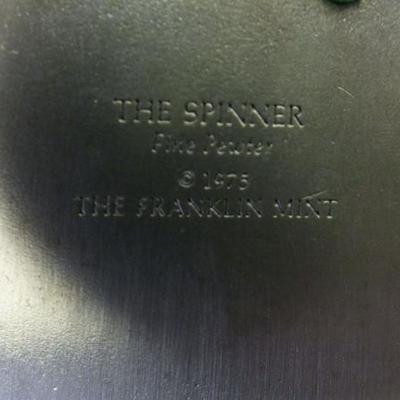 THE SPINNER
Fine Pewter
© 1975
THE FRANKLIN MINT